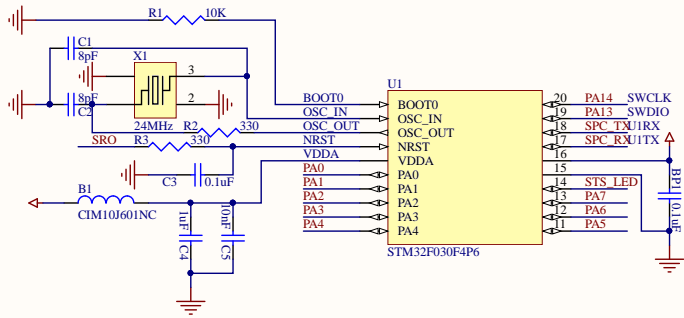 R1 10K
C1
8pF
X1
3
8pF
C2
2
24MHz
R2 330
SRO
R3 330
C3 0.1uF
B1
CIM10J601NC
1uF
C4
10nF
C5
U1
BOOT0 BOOT0 20 PA14 SWCLK
OSC_IN OSC_IN 19 PA13 SWDIO
OSC_OUT OSC_OUT 18 SPC_TX U1RX
NRST NRST 17 SPC_RX U1TX
VDDA VDDA 16
PA0 PA0 15
PA1 PA1 14 STS_LED
PA2 PA2 13 PA7
PA3 PA3 12 PA6
PA4 PA4 11 PA5
STM32F030F4P6
BP1
0.1uF